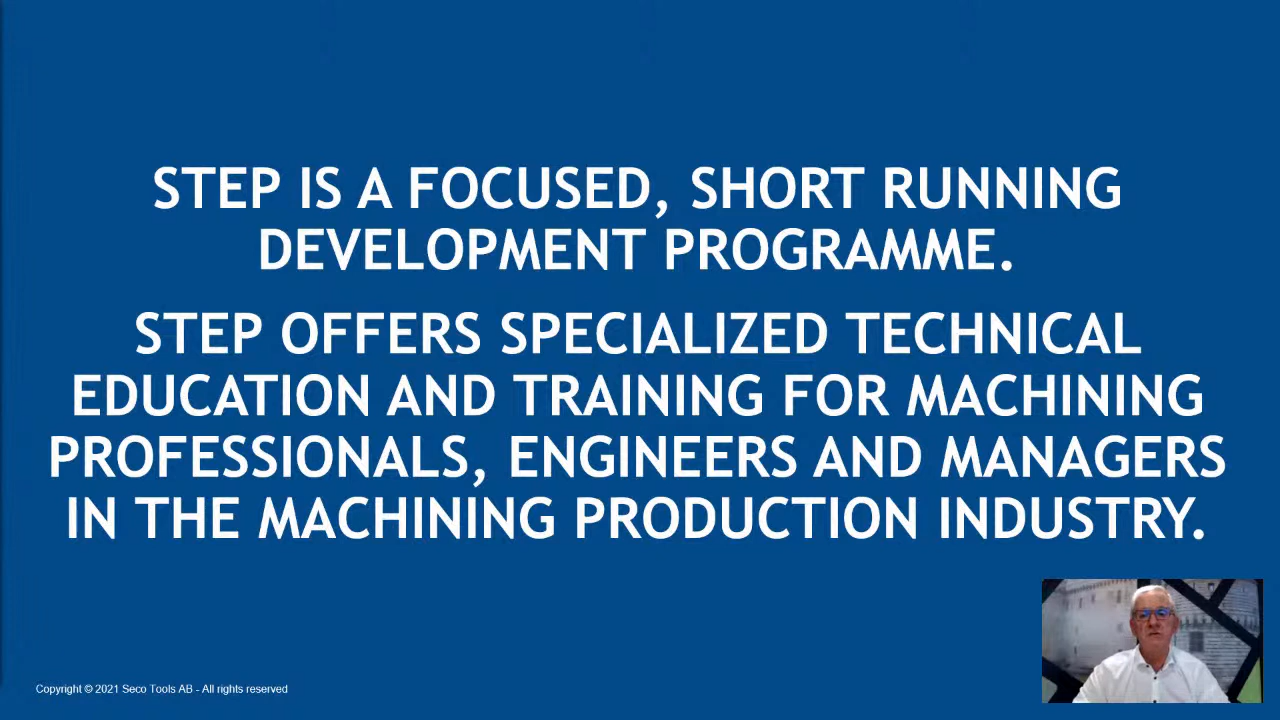 STEP IS A FOCUSED, SHORT RUNNING
DEVELOPMENT PROGRAMME.
STEP OFFERS SPECIALIZED TECHNICAL
EDUCATION AND TRAINING FOR MACHINING
PROFESSIONALS, ENGINEERS AND MANAGERS
IN THE MACHINING PRODUCTION INDUSTRY.
Copyright © 2021 Seco Tools AB - All rights reserved